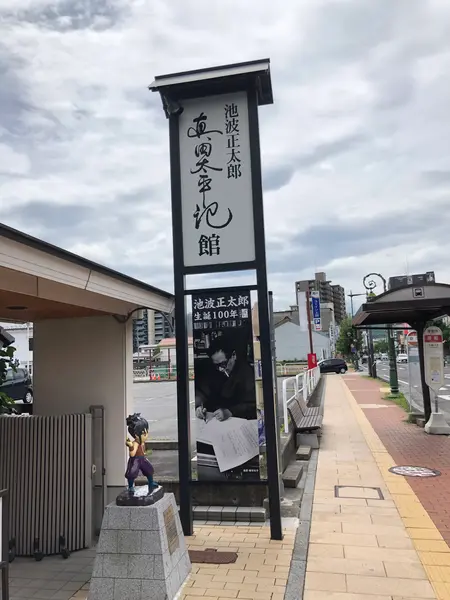 池波正太郎
真田太平記
館
池波正太郎
生誕100年